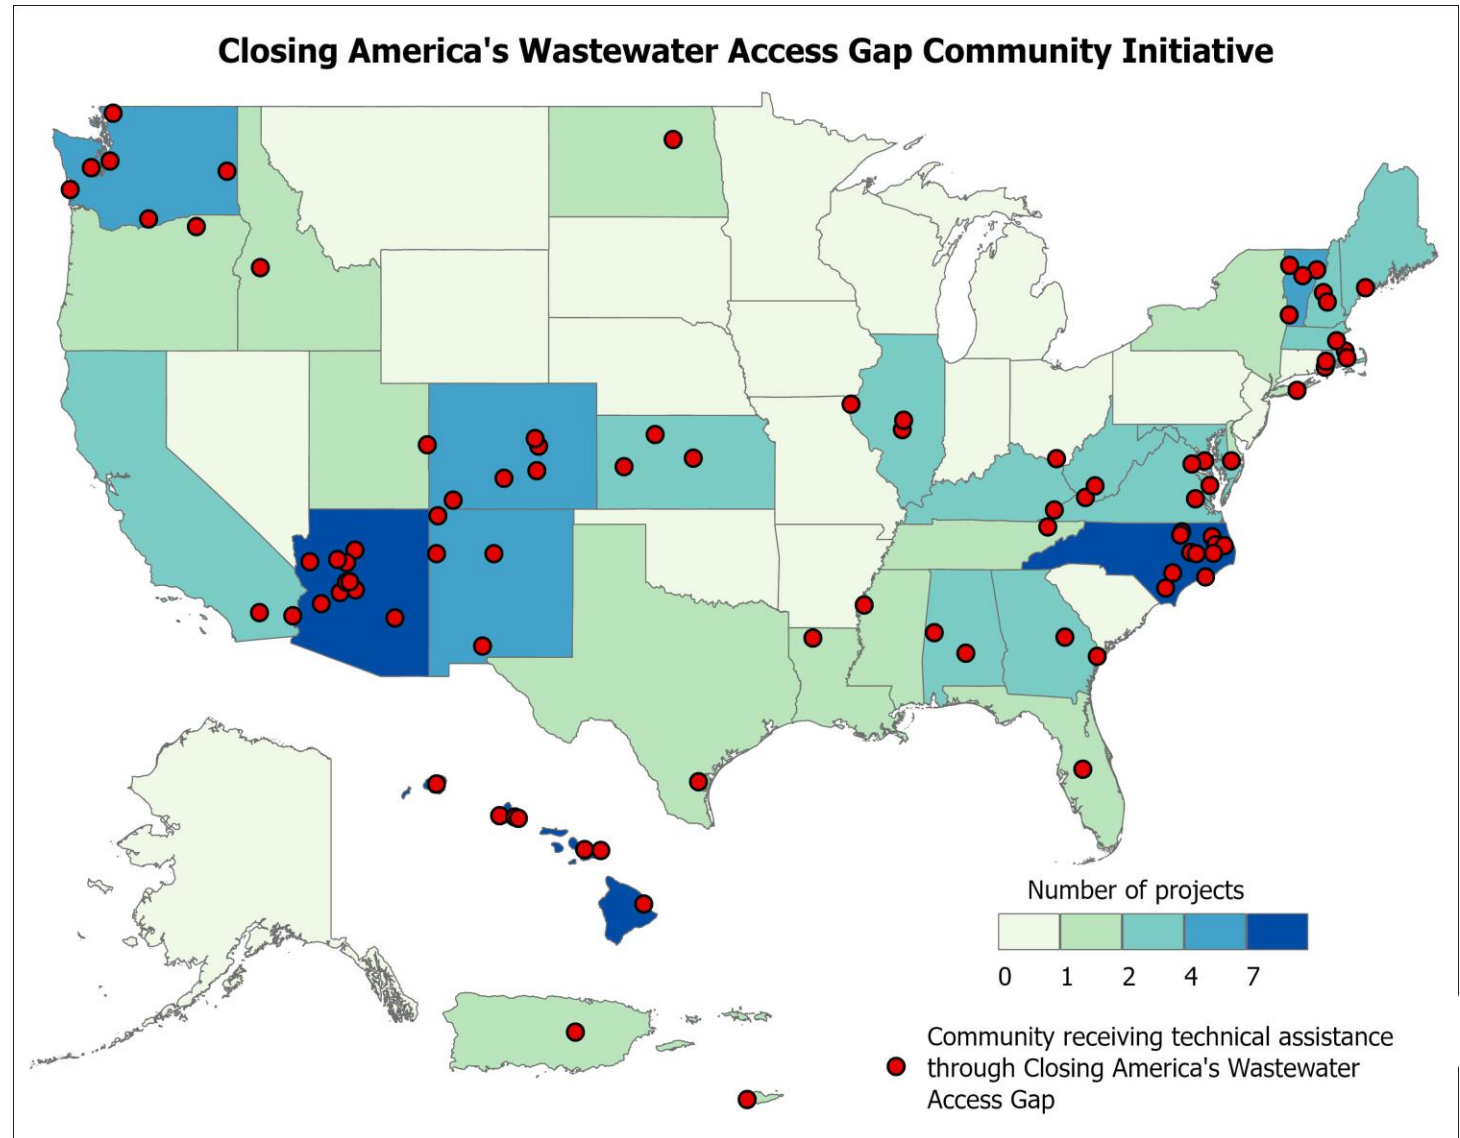 Closing America's Wastewater Access Gap Community Initiative
Number of projects
0 1 2 4 7
Community receiving technical assistance
through Closing America's Wastewater
Access Gap